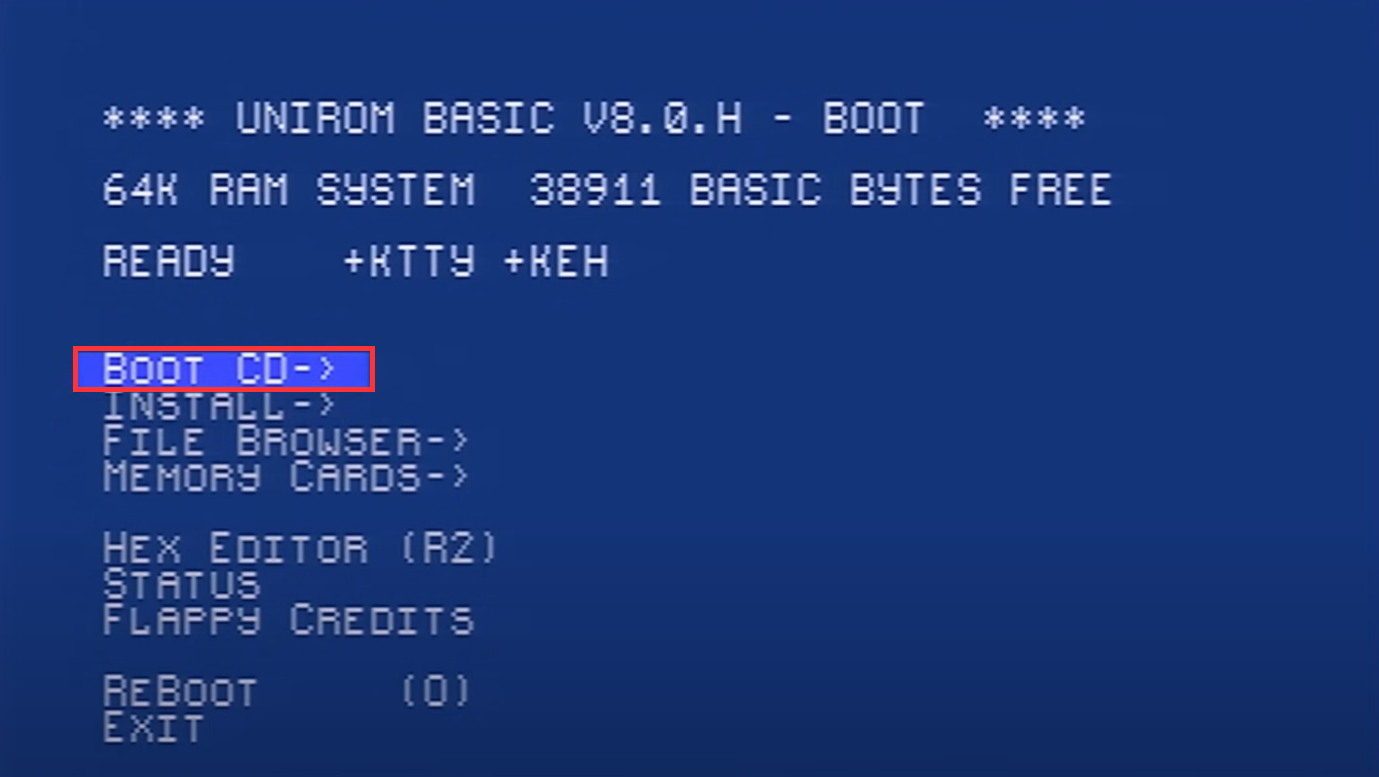 **** UNIROM BASIC V8.0.H - BOOT ****
64K RAM SYSTEM 38911 BASIC BYTES FREE
READY +KTTY +KEH
BOOT CD->
INSTALL->
FILE BROWSER->
MEMORY CARDS->
HEX EDITOR (R2)
STATUS
FLAPPY CREDITS
REBOOT (O)
EXIT